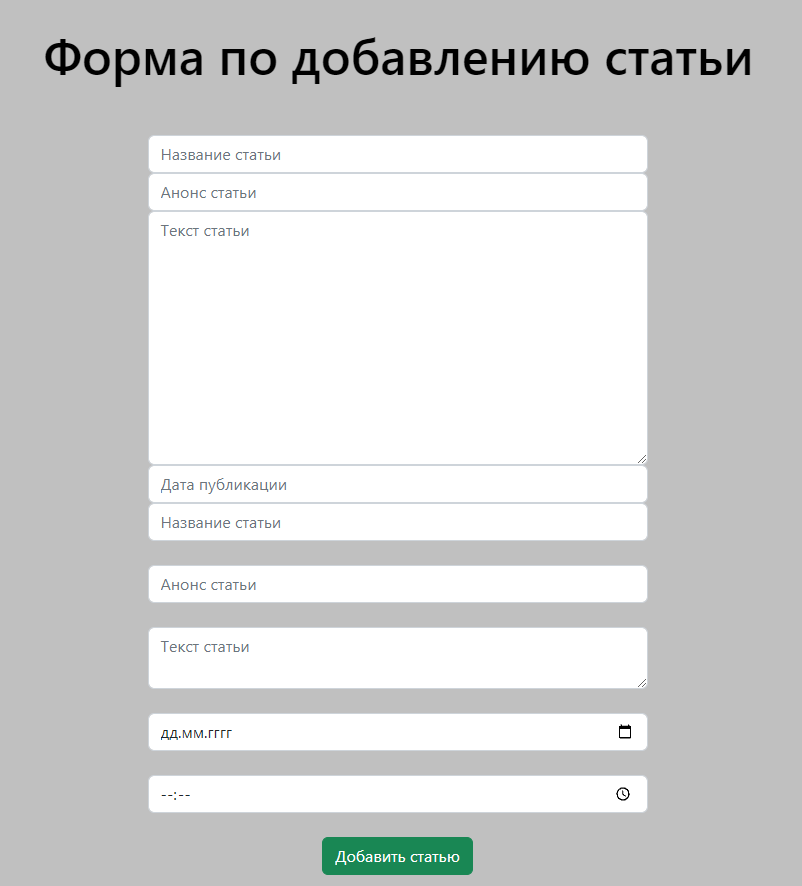 Форма по добавлению статьи
Название статьи
Анонс статьи
Текст статьи
Дата публикации
Название статьи
Анонс статьи
Текст статьи
дд.мм.гггг
--:--
Добавить статью